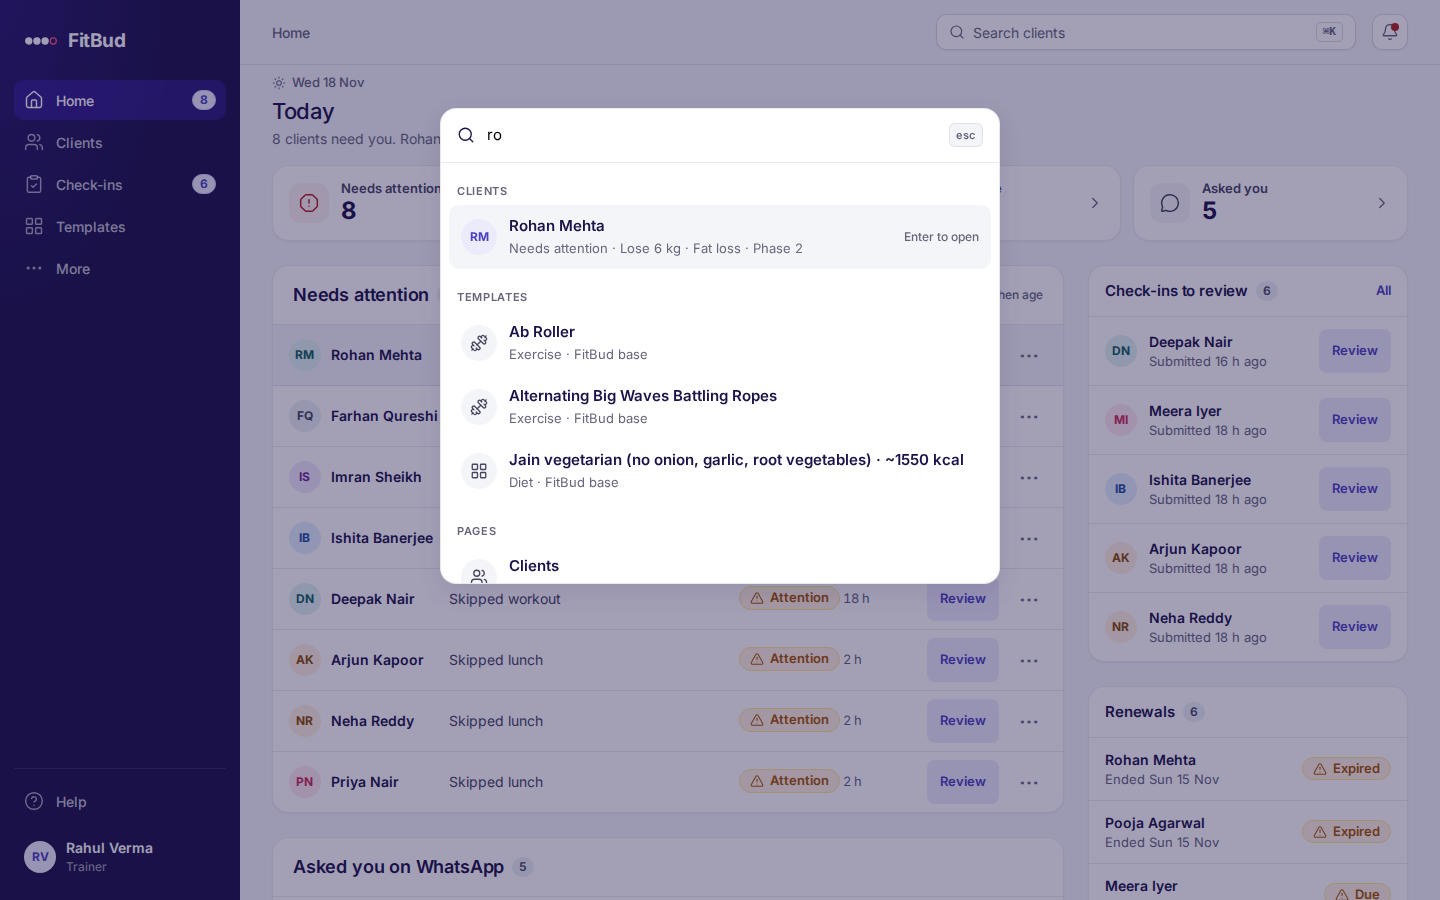 FitBud
Home
8
Clients
Check-ins
6
Templates
More
Help
RV
Rahul Verma
Trainer
Home
Search clients
⌘K
Wed 18 Nov
Today
8 clients need you. Rohan
Needs attention
8
Asked you
5
ro
esc
CLIENTS
RM
Rohan Mehta
Needs attention · Lose 6 kg · Fat loss · Phase 2
Enter to open
TEMPLATES
Ab Roller
Exercise · FitBud base
Alternating Big Waves Battling Ropes
Exercise · FitBud base
Jain vegetarian (no onion, garlic, root vegetables) · ~1550 kcal
Diet · FitBud base
PAGES
Clients
Needs attention
hen age
RM
Rohan Mehta
FQ
Farhan Qureshi
IS
Imran Sheikh
IB
Ishita Banerjee
DN
Deepak Nair
Skipped workout
Attention
18 h
Review
AK
Arjun Kapoor
Skipped lunch
Attention
2 h
Review
NR
Neha Reddy
Skipped lunch
Attention
2 h
Review
PN
Priya Nair
Skipped lunch
Attention
2 h
Review
Asked you on WhatsApp
5
Check-ins to review
6
All
DN
Deepak Nair
Submitted 16 h ago
Review
MI
Meera Iyer
Submitted 18 h ago
Review
IB
Ishita Banerjee
Submitted 18 h ago
Review
AK
Arjun Kapoor
Submitted 18 h ago
Review
NR
Neha Reddy
Submitted 18 h ago
Review
Renewals
6
Rohan Mehta
Ended Sun 15 Nov
Expired
Pooja Agarwal
Ended Sun 15 Nov
Expired
Meera Iyer
Due